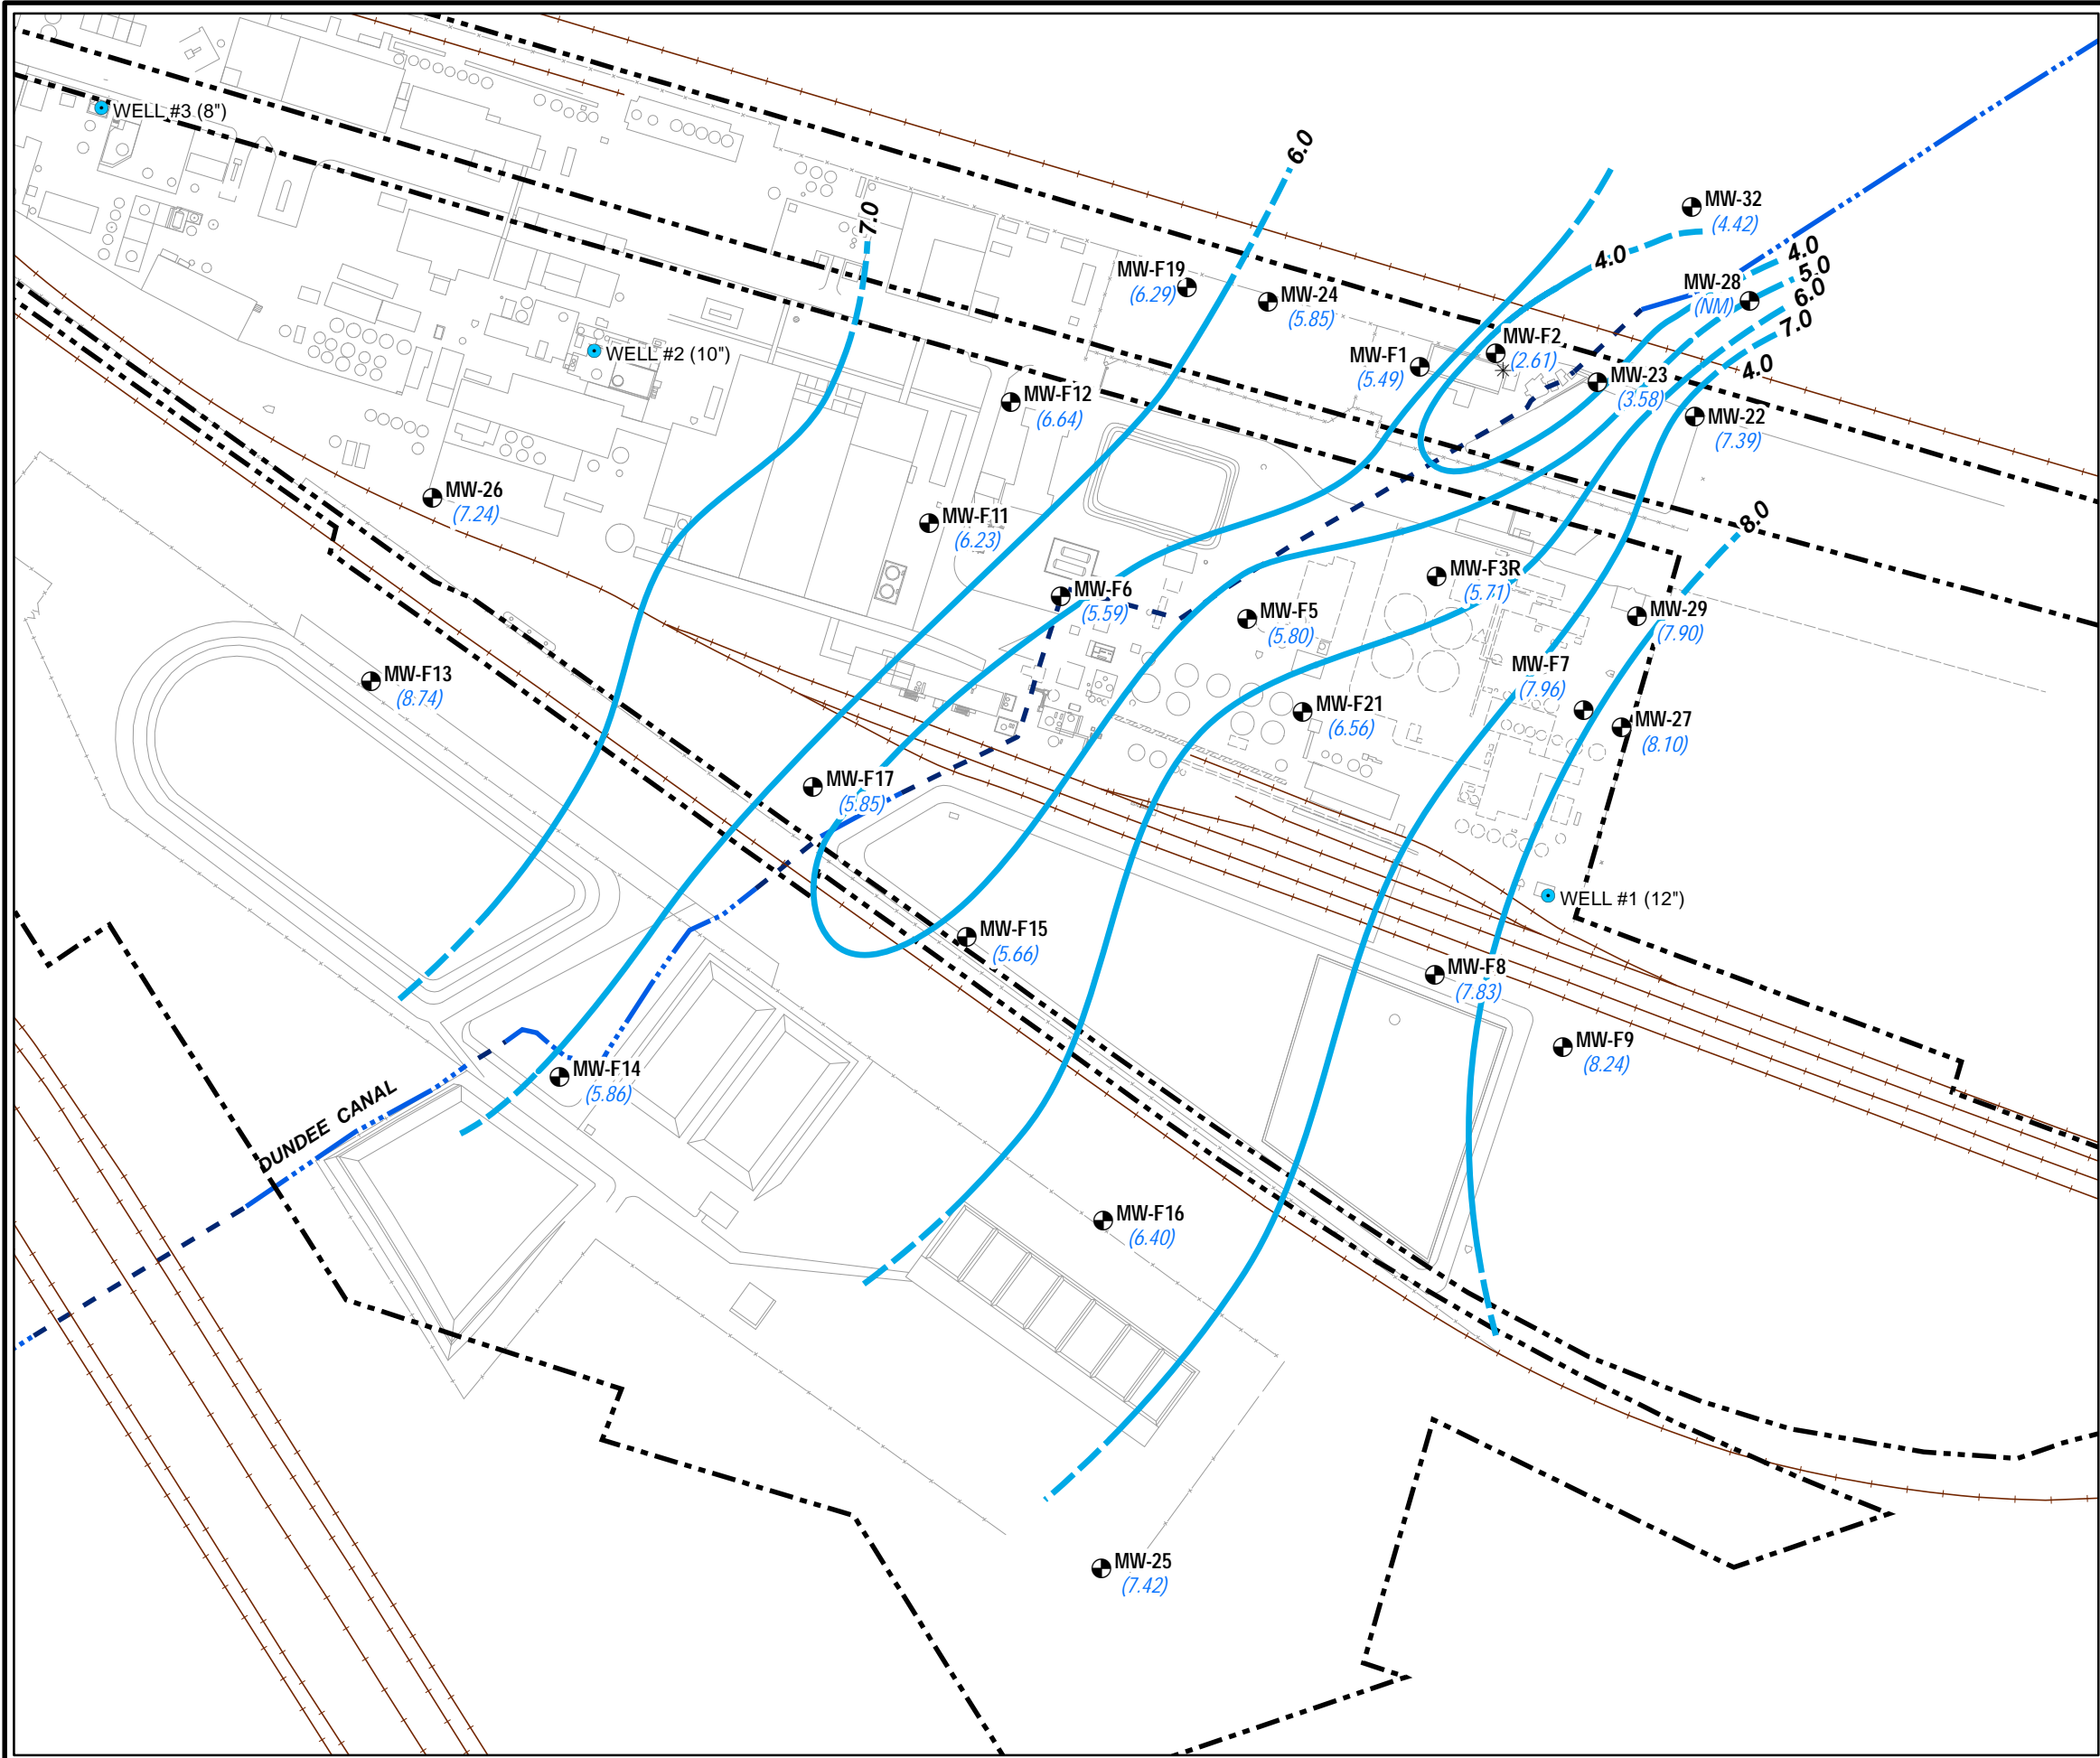 WELL #3 (8")
6.0
7.0
MW-32
(4.42)
4.0
4.0
5.0
6.0
7.0
4.0
MW-28
(NM)
MW-F19
(6.29)
MW-24
(5.85)
MW-F2
(2.61)
MW-F1
(5.49)
WELL #2 (10")
MW-23
(3.58)
MW-22
(7.39)
MW-F12
(6.64)
MW-26
(7.24)
MW-F11
(6.23)
8.0
MW-F3R
(5.71)
MW-F6
(5.59)
MW-F5
(5.80)
MW-29
(7.90)
MW-F13
(8.74)
MW-F7
(7.96)
MW-F21
(6.56)
MW-27
(8.10)
MW-F17
(5.85)
WELL #1 (12")
MW-F15
(5.66)
MW-F8
(7.83)
MW-F9
(8.24)
MW-F14
(5.86)
DUNDEE CANAL
MW-F16
(6.40)
MW-25
(7.42)